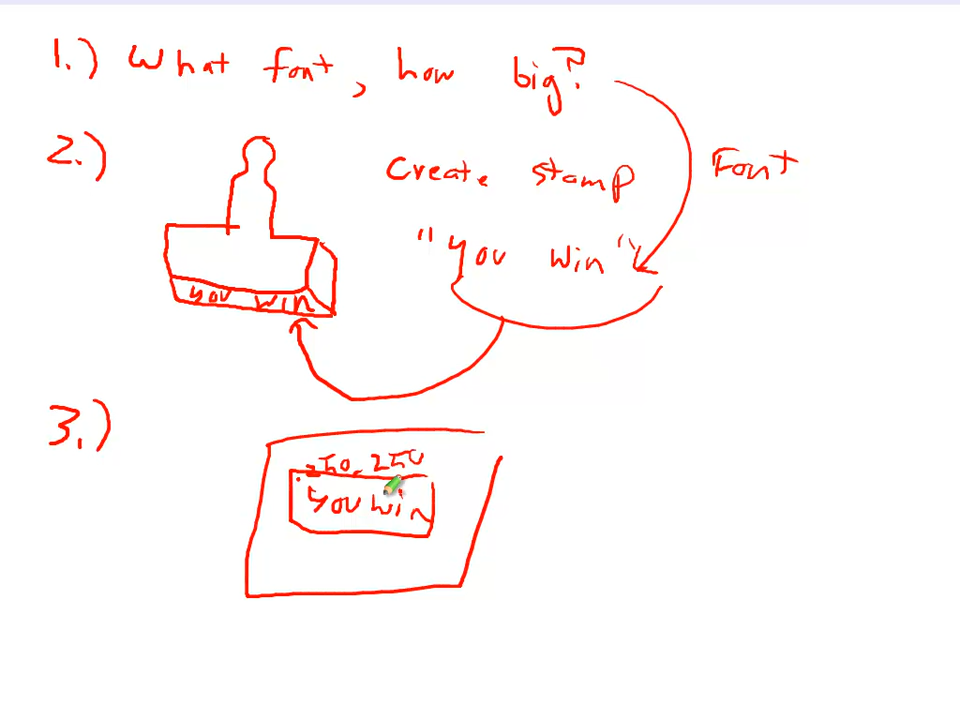 1.) What font, how big?
2.)
Create stamp
Font
"you win"
you win
3.)
250, 250
you win